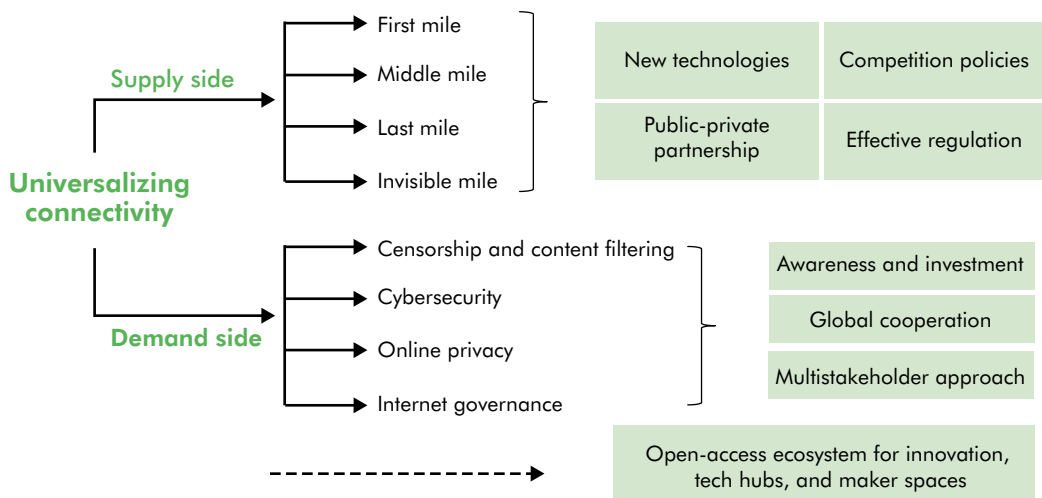 Universalizing
connectivity
Supply side
First mile
Middle mile
Last mile
Invisible mile
New technologies
Competition policies
Public-private
partnership
Effective regulation
Demand side
Censorship and content filtering
Cybersecurity
Online privacy
Internet governance
Awareness and investment
Global cooperation
Multistakeholder approach
Open-access ecosystem for innovation,
tech hubs, and maker spaces